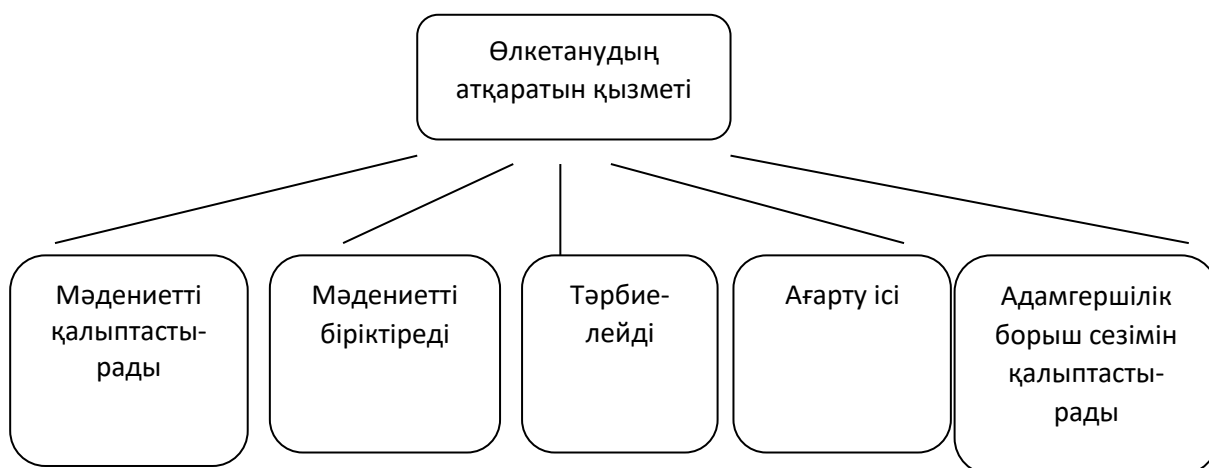 Өлкетанудың
атқаратын қызметі
Мәдениетті
қалыптасты-
рады
Мәдениетті
біріктіреді
Тәрбие-
лейді
Ағарту ісі
Адамгершілік
борыш сезімін
қалыптасты-
рады